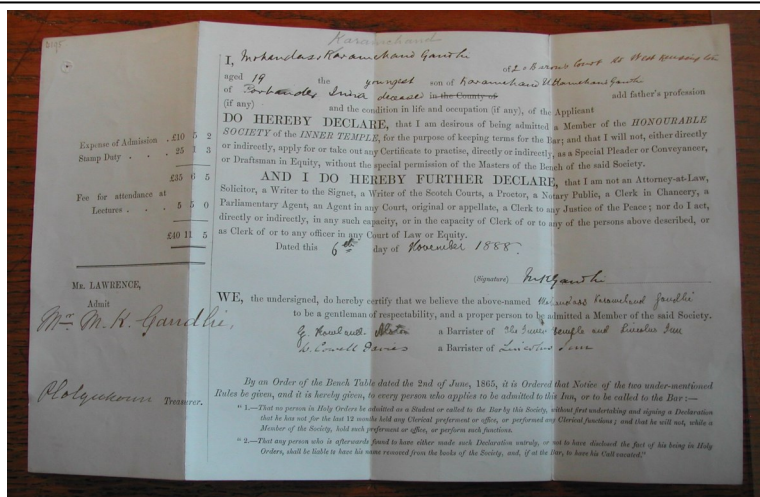 Karamchand
I, Mohandass Karamchand Gandhi of 20 Baron's Court Rd West Kensington
aged 19 the youngest son of Karamchand Uttamchand Gandhi
of Porbandar India deceased in the County of add father's profession
(if any) and the condition in life and occupation (if any), of the Applicant
DO HEREBY DECLARE, that I am desirous of being admitted a Member of the HONOURABLE
SOCIETY of the INNER TEMPLE, for the purpose of keeping terms for the Bar; and that I will not, either directly
or indirectly, apply for or take out any Certificate to practise, directly or indirectly, as a Special Pleader or Conveyancer,
or Draftsman in Equity, without the special permission of the Masters of the Bench of the said Society.
AND I DO HEREBY FURTHER DECLARE, that I am not an Attorney-at-Law,
Solicitor, a Writer to the Signet, a Writer of the Scotch Courts, a Proctor, a Notary Public, a Clerk in Chancery, a
Parliamentary Agent, an Agent in any Court, original or appellate, a Clerk to any Justice of the Peace; nor do I act,
directly or indirectly, in any such capacity, or in the capacity of Clerk of or to any of the persons above described, or
as Clerk of or to any officer in any Court of Law or Equity.
Dated this 6th day of November 1888.
(Signature) MKGandhi
WE, the undersigned, do hereby certify that we believe the above-named Mohandass Karamchand Gandhi
to be a gentleman of respectability, and a proper person to be admitted a Member of the said Society.
G. Rowland a Barrister of The Inner Temple and Lincolns Inn
Cowell Davies a Barrister of Lincolns Inn
By an Order of the Bench Table dated the 2nd of June, 1865, it is Ordered that Notice of the two under-mentioned
Rules be given, and it is hereby given, to every person who applies to be admitted to this Inn, or to be called to the Bar:—
"1.—That no person in Holy Orders be admitted as a Student or called to the Bar by this Society, without first undertaking and signing a Declaration
that he has not for the last 12 months held any Clerical preferment or office, or performed any Clerical functions; and that he will not, while a
Member of the Society, hold such preferment or office, or perform such functions.
"2.—That any person who is afterwards found to have either made such Declaration untruly, or not to have disclosed the fact of his being in Holy
Orders, shall be liable to have his name removed from the books of the Society, and, if at the Bar, to have his Call vacated."
Expense of Admission . £10 5 2
Stamp Duty . . . 25 1 3
£35 6 5
Fee for attendance at
Lectures . . . 5 5 0
£40 11 5
MR. LAWRENCE,
Admit
Mr M. K. Gandhi,
Treasurer.